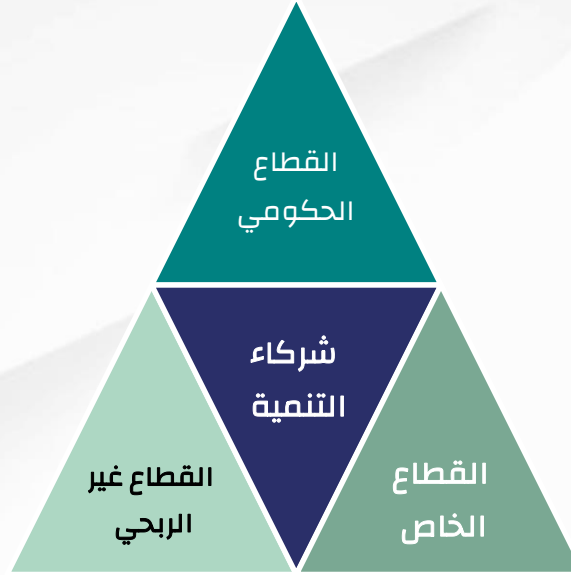 القطاع
الحكومي
شركاء
التنمية
القطاع
الخاص
القطاع غير
الربحي